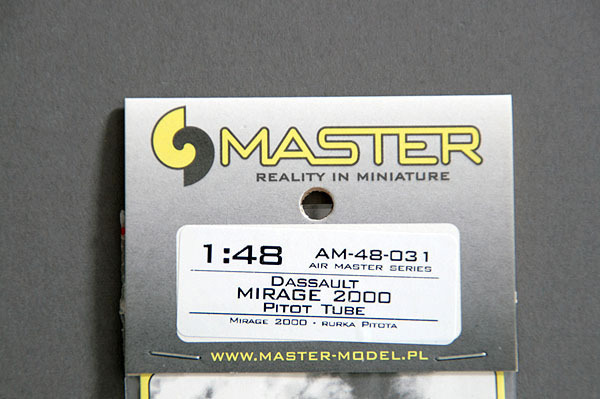 MASTER
REALITY IN MINIATURE
1:48 AM-48-031
AIR MASTER SERIES
DASSAULT
MIRAGE 2000
PITOT TUBE
MIRAGE 2000 - RURKA PITOTA
WWW.MASTER-MODEL.PL